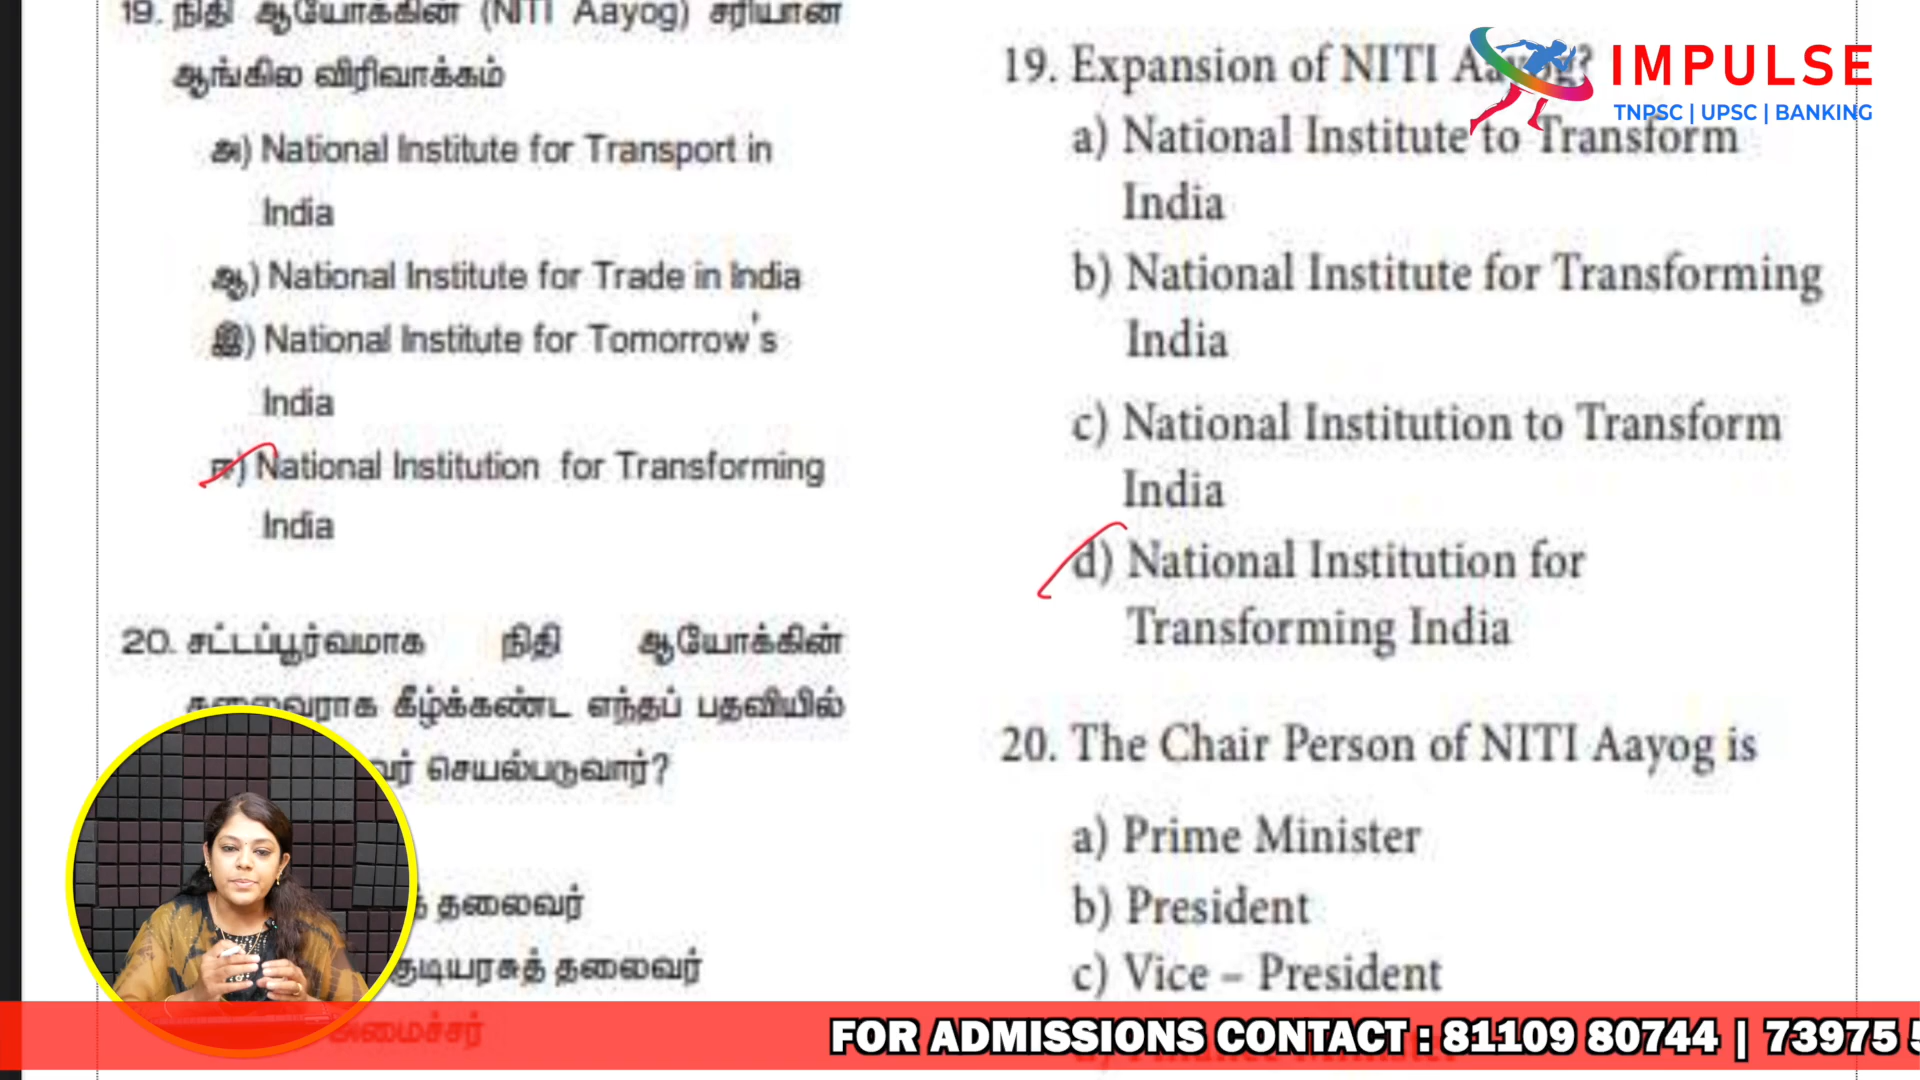 19. நிதி ஆயோக்கின் (NITI Aayog) சரியான
ஆங்கில விரிவாக்கம்
அ) National Institute for Transport in
India
ஆ) National Institute for Trade in India
இ) National Institute for Tomorrow's
India
ஈ) National Institution for Transforming
India
20. சட்டப்பூர்வமாக நிதி ஆயோக்கின்
தலைவராக கீழ்க்கண்ட எந்தப் பதவியில்
செயல்படுவார்?
தலைவர்
குடியரசுத் தலைவர்
அமைச்சர்
19. Expansion of NITI Aayog?
a) National Institute to Transform
India
b) National Institute for Transforming
India
c) National Institution to Transform
India
d) National Institution for
Transforming India
20. The Chair Person of NITI Aayog is
a) Prime Minister
b) President
c) Vice – President
IMPULSE
TNPSC | UPSC | BANKING
FOR ADMISSIONS CONTACT : 81109 80744 | 73975